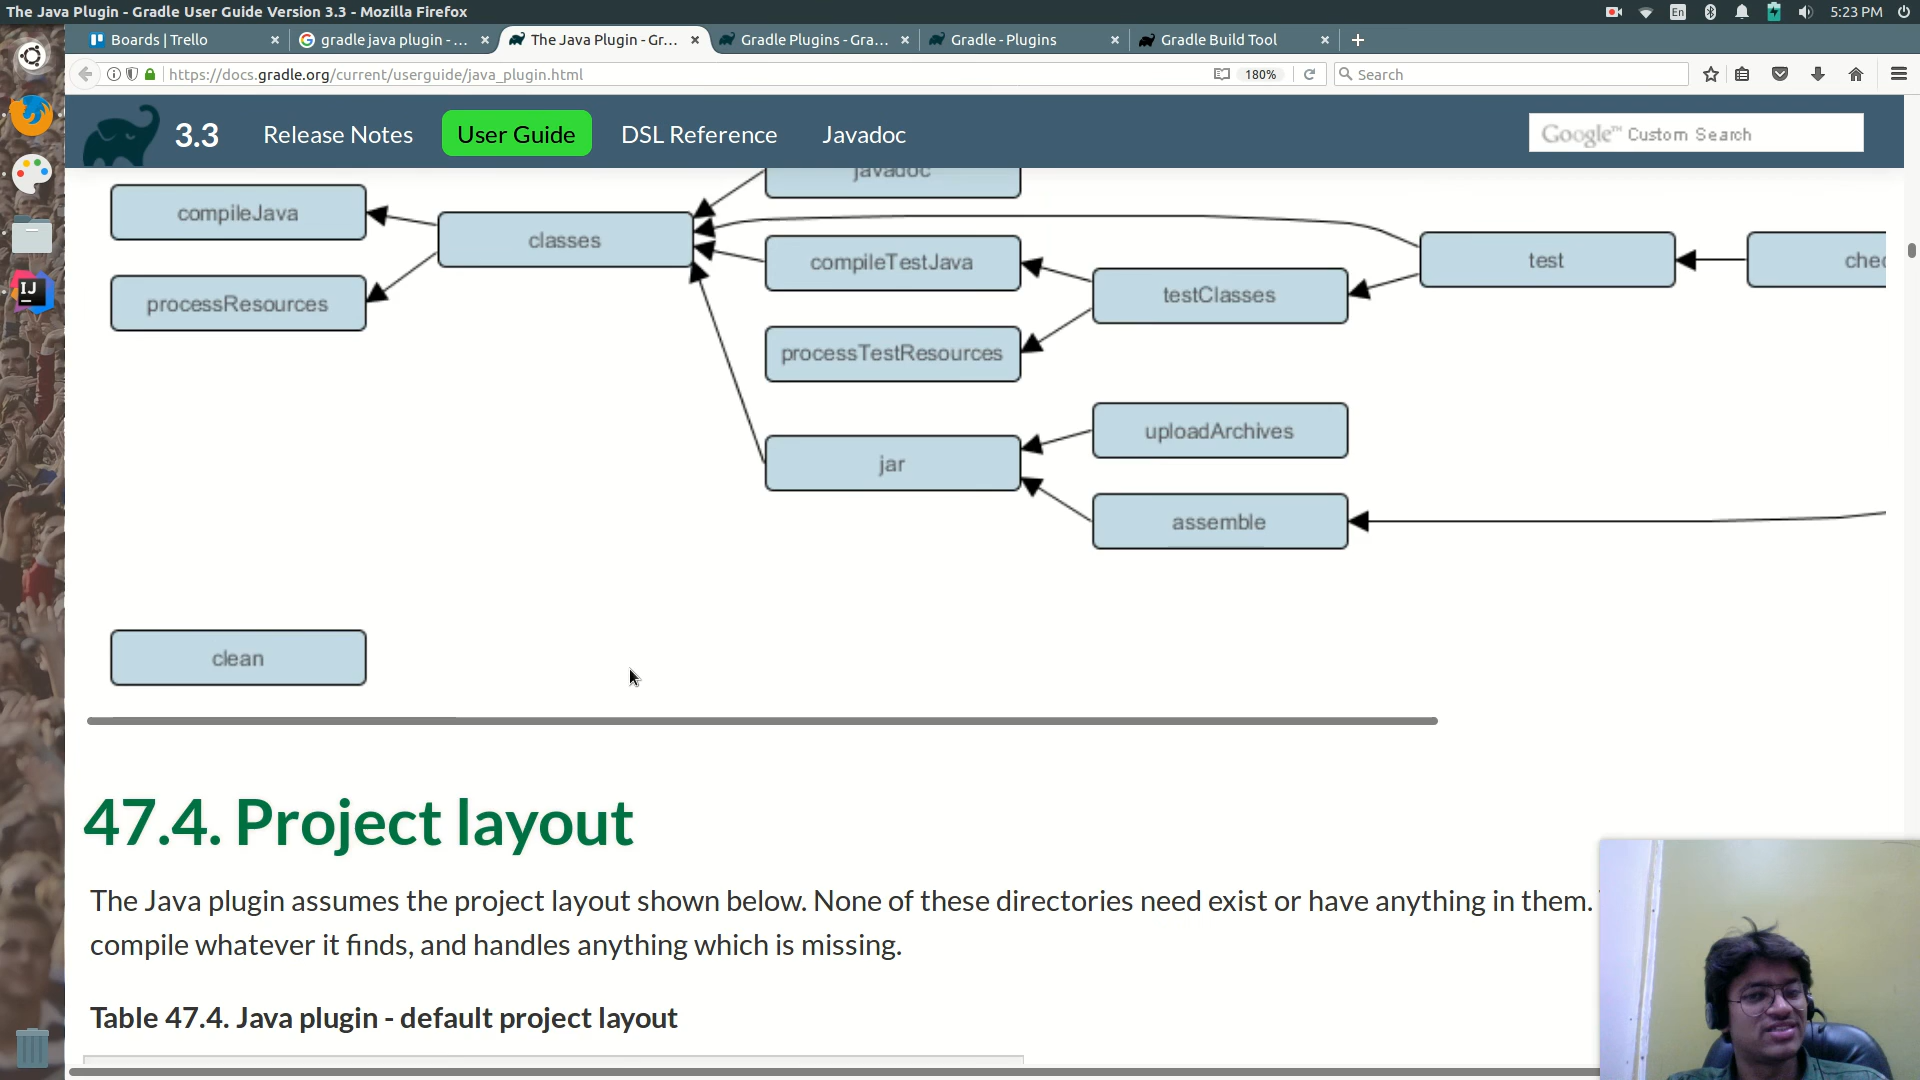 The Java Plugin - Gradle User Guide Version 3.3 - Mozilla Firefox
En
5:23 PM
Boards | Trello
gradle java plugin - ...
The Java Plugin - Gr...
Gradle Plugins - Gra...
Gradle - Plugins
Gradle Build Tool
https://docs.gradle.org/current/userguide/java_plugin.html
180%
Search
3.3
Release Notes
User Guide
DSL Reference
Javadoc
Google™ Custom Search
javadoc
compileJava
classes
compileTestJava
test
chec
processResources
testClasses
processTestResources
uploadArchives
jar
assemble
clean
IJ
47.4. Project layout
The Java plugin assumes the project layout shown below. None of these directories need exist or have anything in them.
compile whatever it finds, and handles anything which is missing.
Table 47.4. Java plugin - default project layout